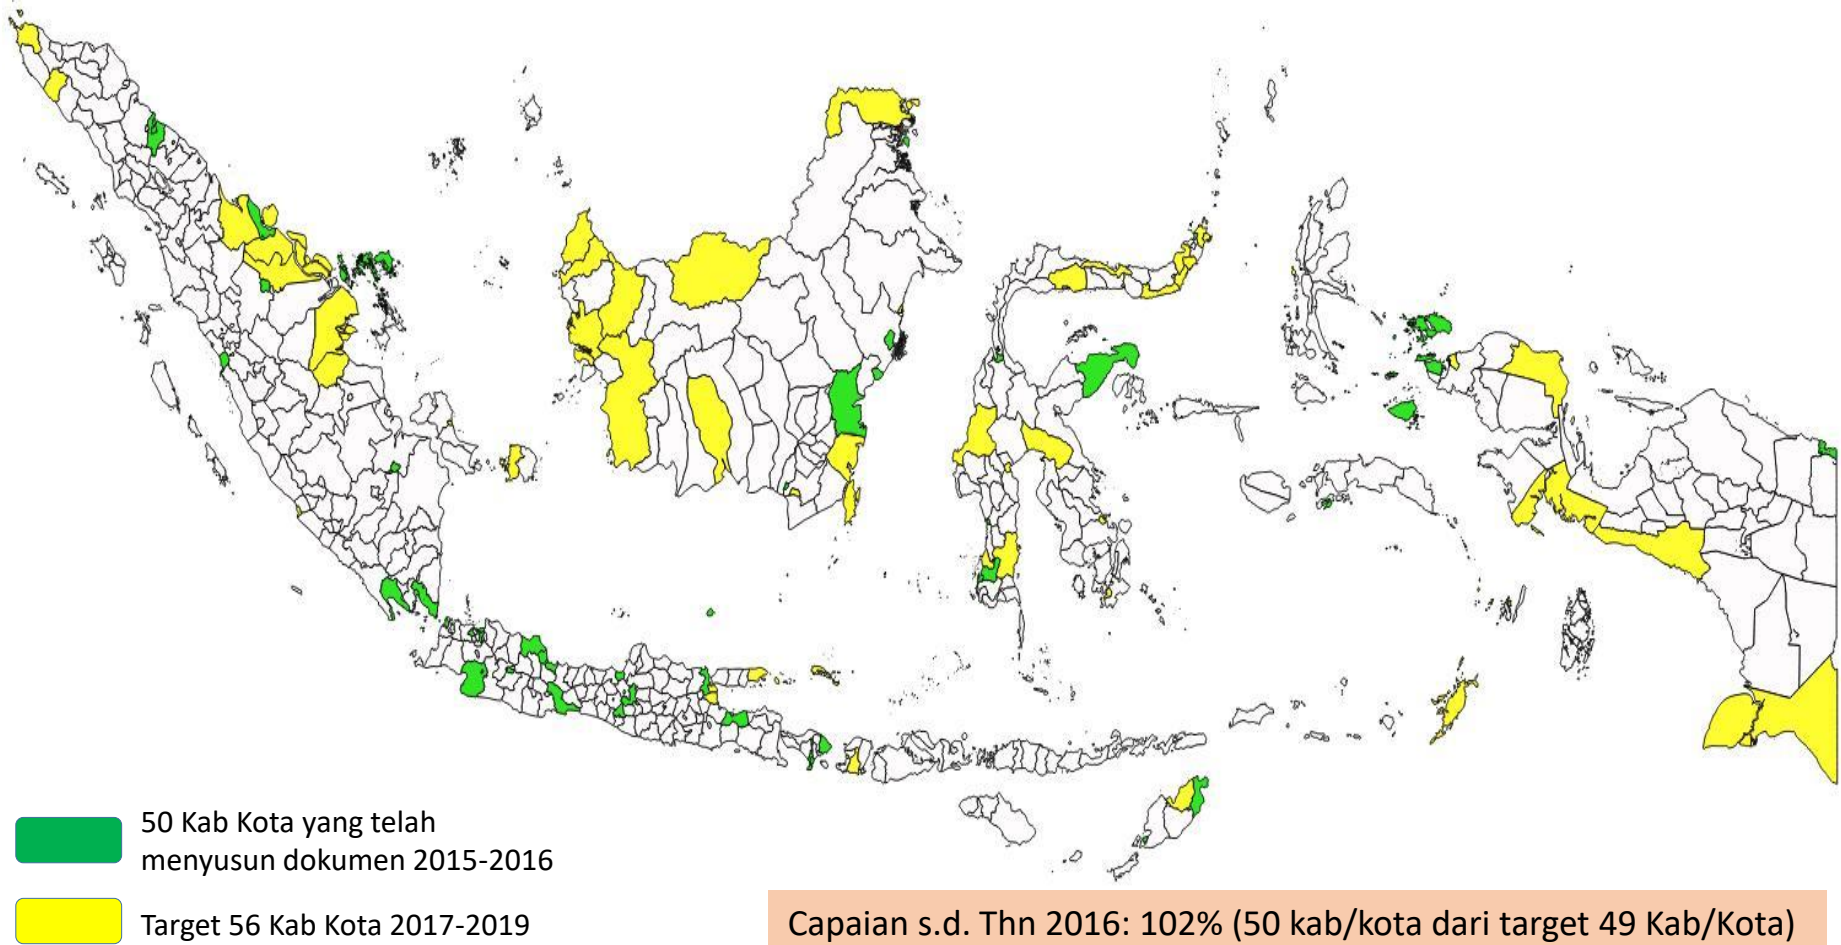 50 Kab Kota yang telah
menyusun dokumen 2015-2016
Target 56 Kab Kota 2017-2019
Capaian s.d. Thn 2016: 102% (50 kab/kota dari target 49 Kab/Kota)